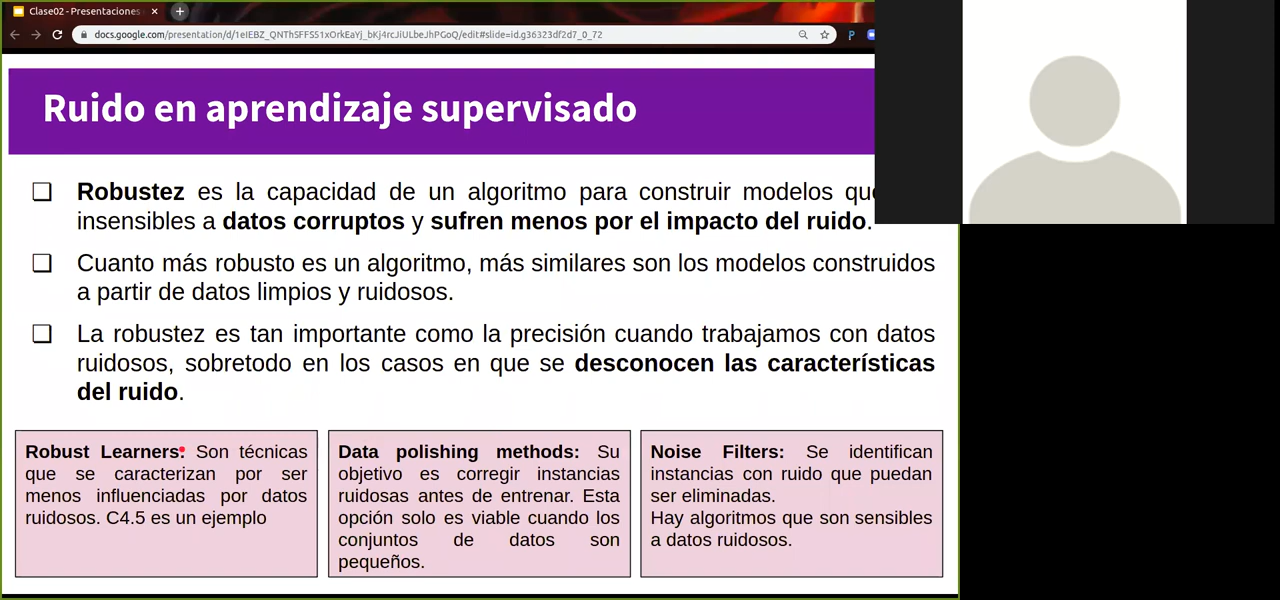 Clase02 - Presentaciones
docs.google.com/presentation/d/1eIEBZ_QNThSFFS51xOrkEaYj_bKj4rcJiULbeJhPGoQ/edit#slide=id.g36323df2d7_0_72
Ruido en aprendizaje supervisado
Robustez es la capacidad de un algoritmo para construir modelos que
insensibles a datos corruptos y sufren menos por el impacto del ruido.
Cuanto más robusto es un algoritmo, más similares son los modelos construidos
a partir de datos limpios y ruidosos.
La robustez es tan importante como la precisión cuando trabajamos con datos
ruidosos, sobretodo en los casos en que se desconocen las características
del ruido.
Robust Learners: Son técnicas
que se caracterizan por ser
menos influenciadas por datos
ruidosos. C4.5 es un ejemplo
Data polishing methods: Su
objetivo es corregir instancias
ruidosas antes de entrenar. Esta
opción solo es viable cuando los
conjuntos de datos son
pequeños.
Noise Filters: Se identifican
instancias con ruido que puedan
ser eliminadas.
Hay algoritmos que son sensibles
a datos ruidosos.